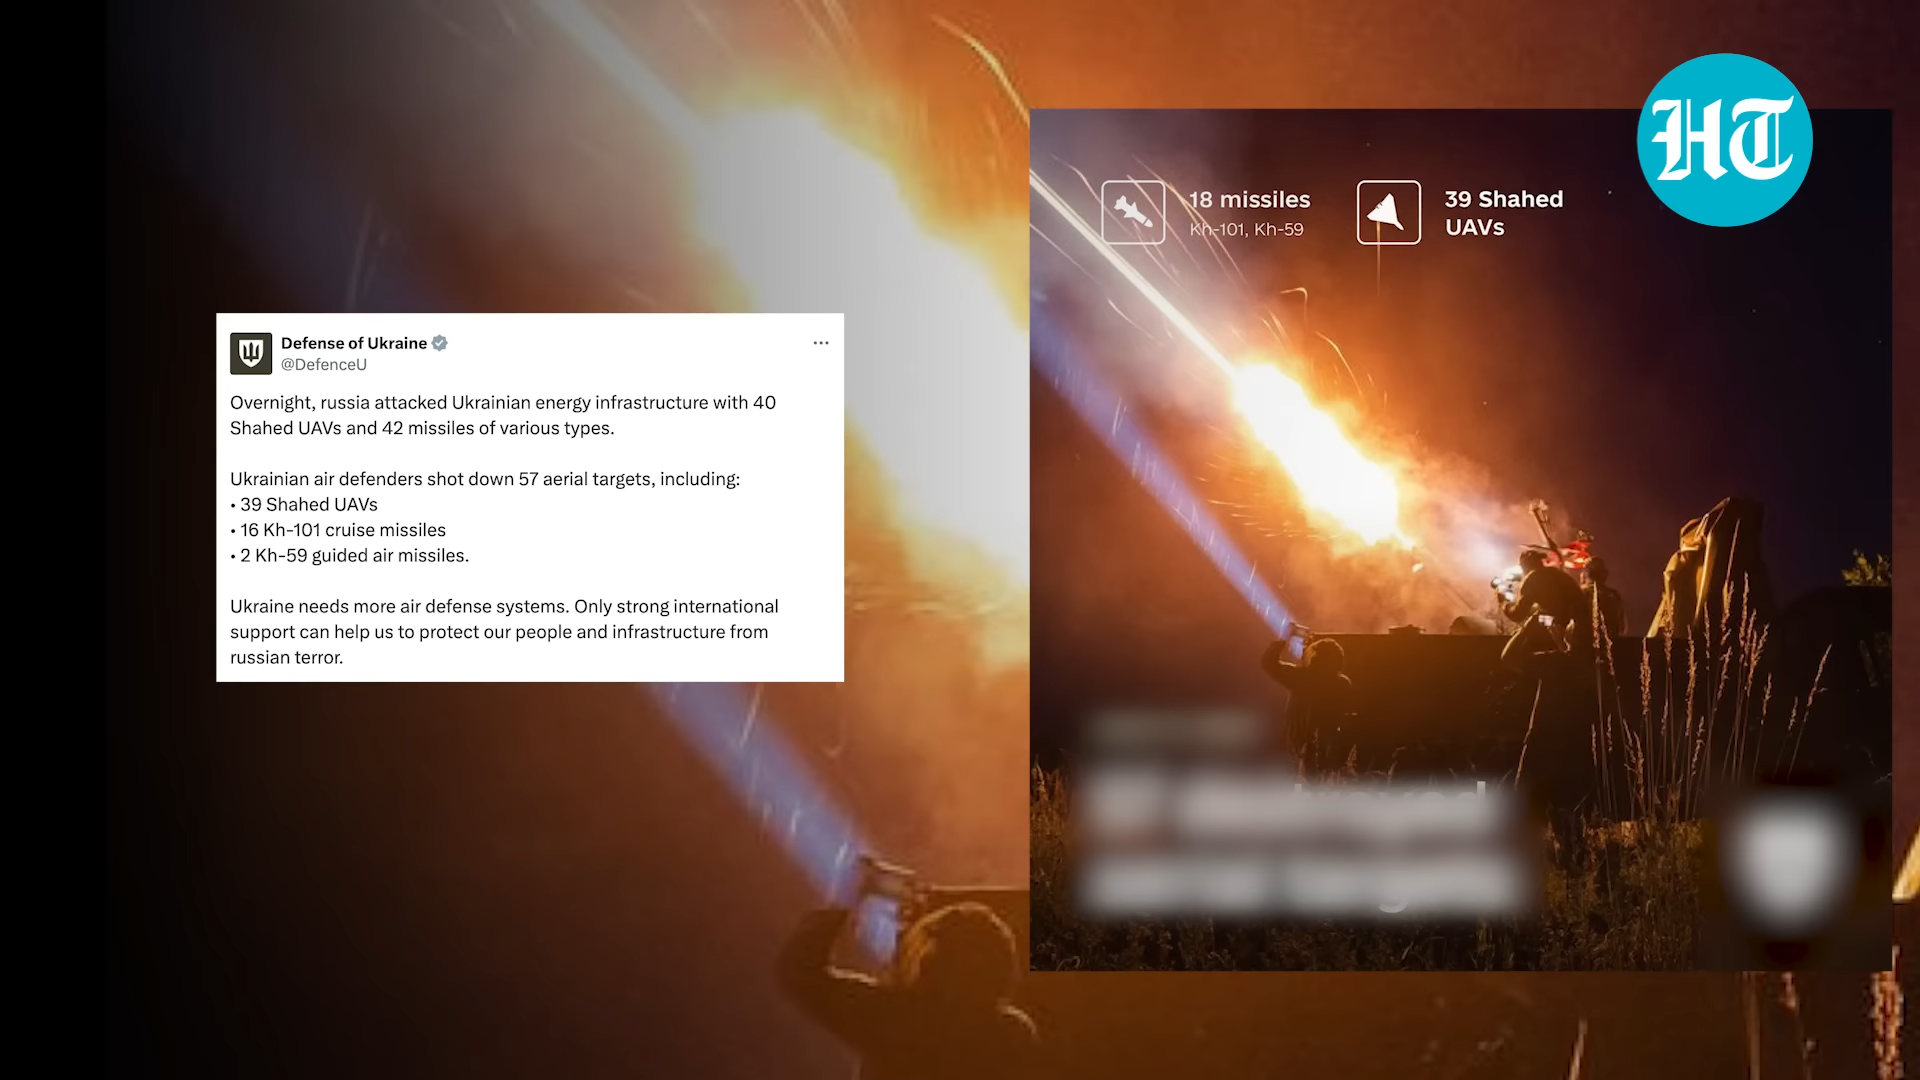 Defense of Ukraine
@DefenceU
Overnight, russia attacked Ukrainian energy infrastructure with 40
Shahed UAVs and 42 missiles of various types.
Ukrainian air defenders shot down 57 aerial targets, including:
• 39 Shahed UAVs
• 16 Kh-101 cruise missiles
• 2 Kh-59 guided air missiles.
Ukraine needs more air defense systems. Only strong international
support can help us to protect our people and infrastructure from
russian terror.
18 missiles
Kh-101, Kh-59
39 Shahed
UAVs
HT